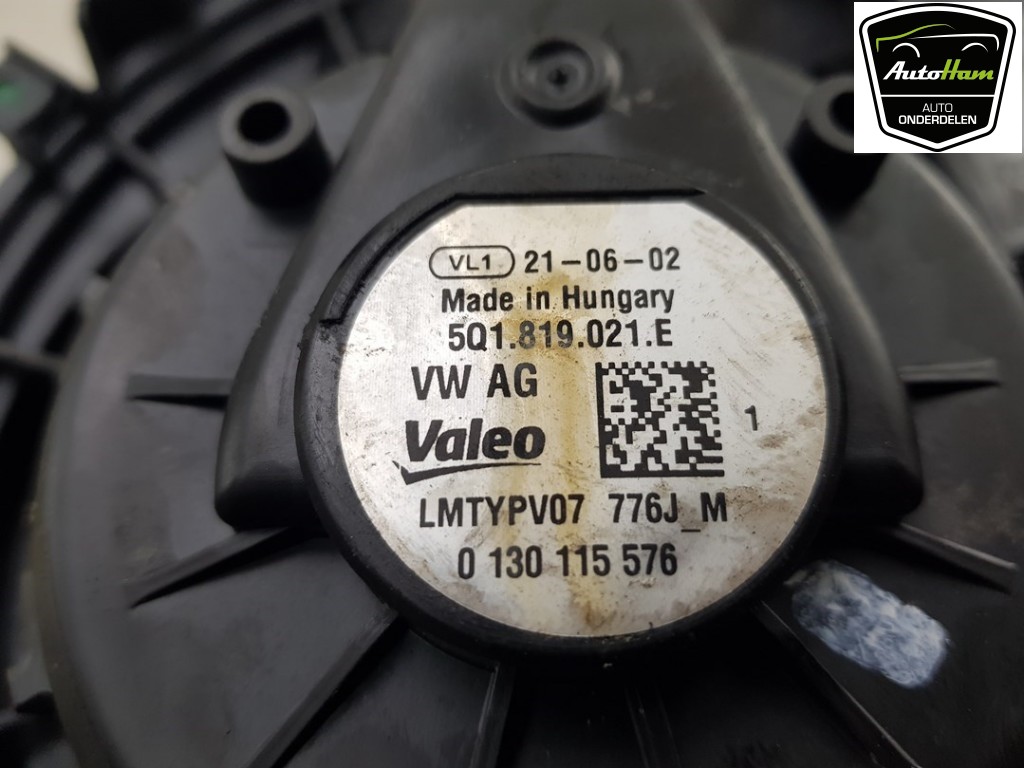 AutoHam
AUTO
ONDERDELEN
VL1 21-06-02
Made in Hungary
5Q1.819.021.E
VW AG
Valeo
1
LMTYPV07 776J_M
0 130 115 576